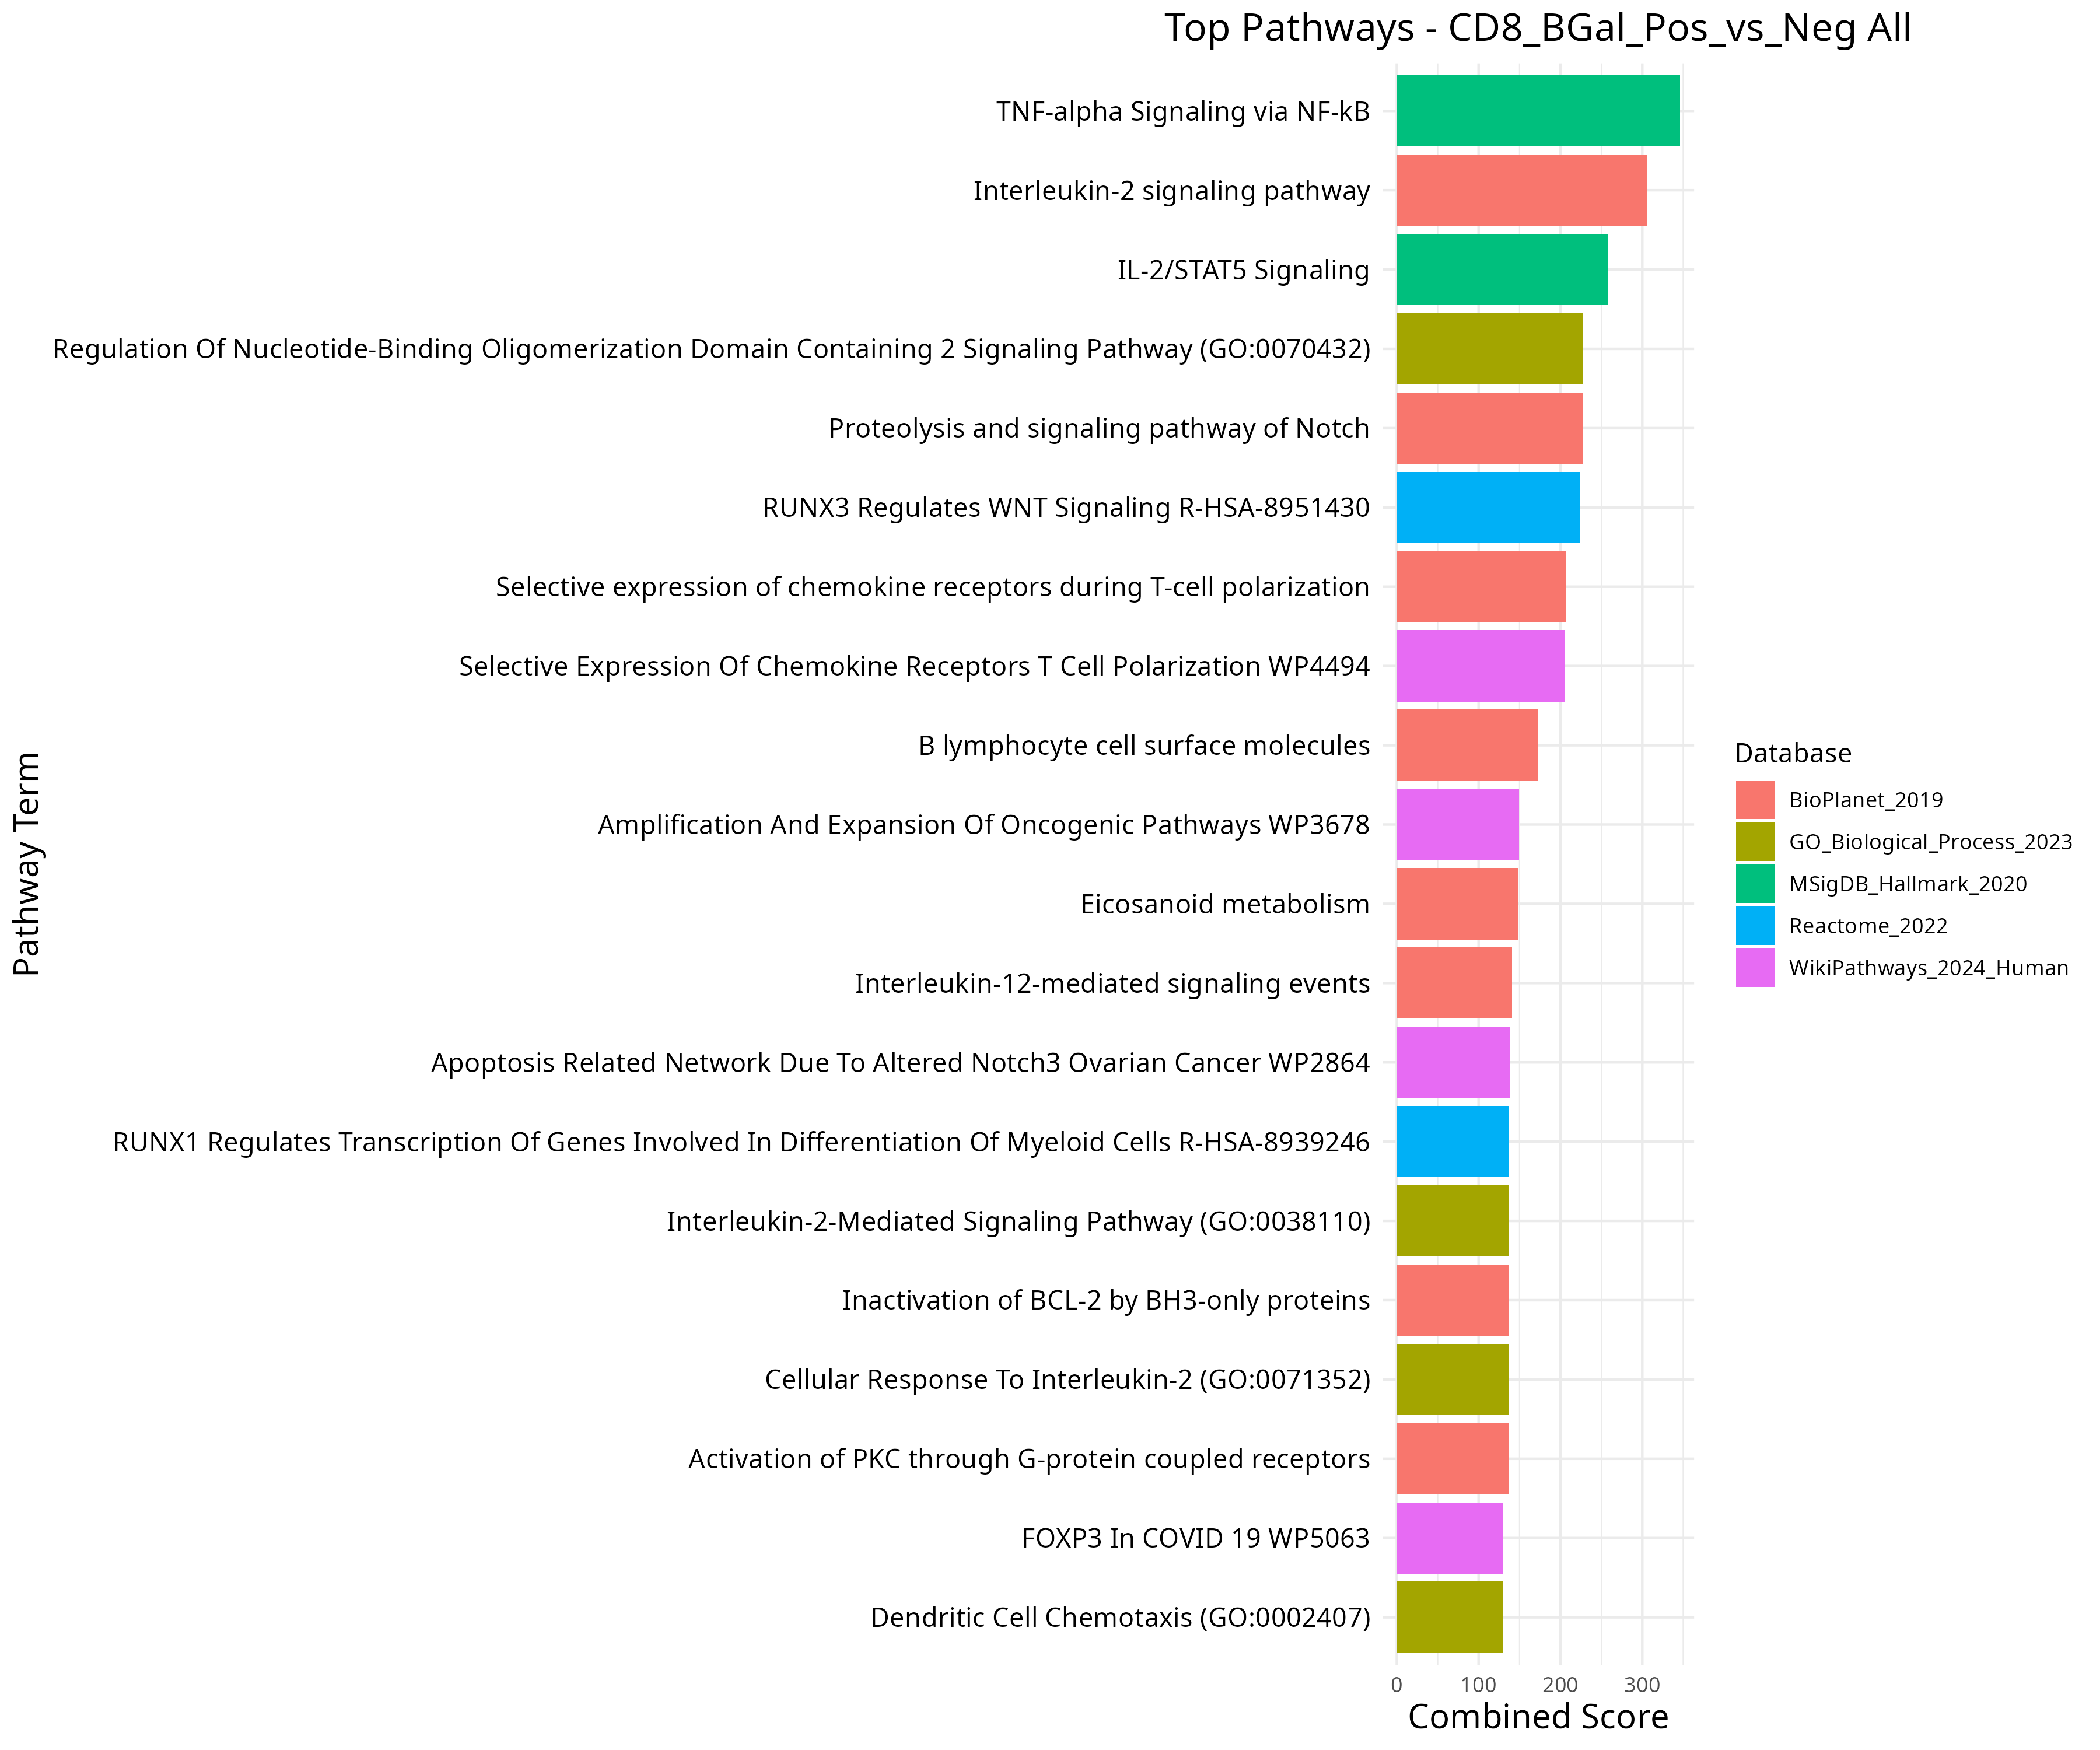 Top Pathways - CD8_BGal_Pos_vs_Neg All
Pathway Term
TNF-alpha Signaling via NF-kB
Interleukin-2 signaling pathway
IL-2/STAT5 Signaling
Regulation Of Nucleotide-Binding Oligomerization Domain Containing 2 Signaling Pathway (GO:0070432)
Proteolysis and signaling pathway of Notch
RUNX3 Regulates WNT Signaling R-HSA-8951430
Selective expression of chemokine receptors during T-cell polarization
Selective Expression Of Chemokine Receptors T Cell Polarization WP4494
B lymphocyte cell surface molecules
Amplification And Expansion Of Oncogenic Pathways WP3678
Eicosanoid metabolism
Interleukin-12-mediated signaling events
Apoptosis Related Network Due To Altered Notch3 Ovarian Cancer WP2864
RUNX1 Regulates Transcription Of Genes Involved In Differentiation Of Myeloid Cells R-HSA-8939246
Interleukin-2-Mediated Signaling Pathway (GO:0038110)
Inactivation of BCL-2 by BH3-only proteins
Cellular Response To Interleukin-2 (GO:0071352)
Activation of PKC through G-protein coupled receptors
FOXP3 In COVID 19 WP5063
Dendritic Cell Chemotaxis (GO:0002407)
0 100 200 300
Combined Score
Database
BioPlanet_2019
GO_Biological_Process_2023
MSigDB_Hallmark_2020
Reactome_2022
WikiPathways_2024_Human